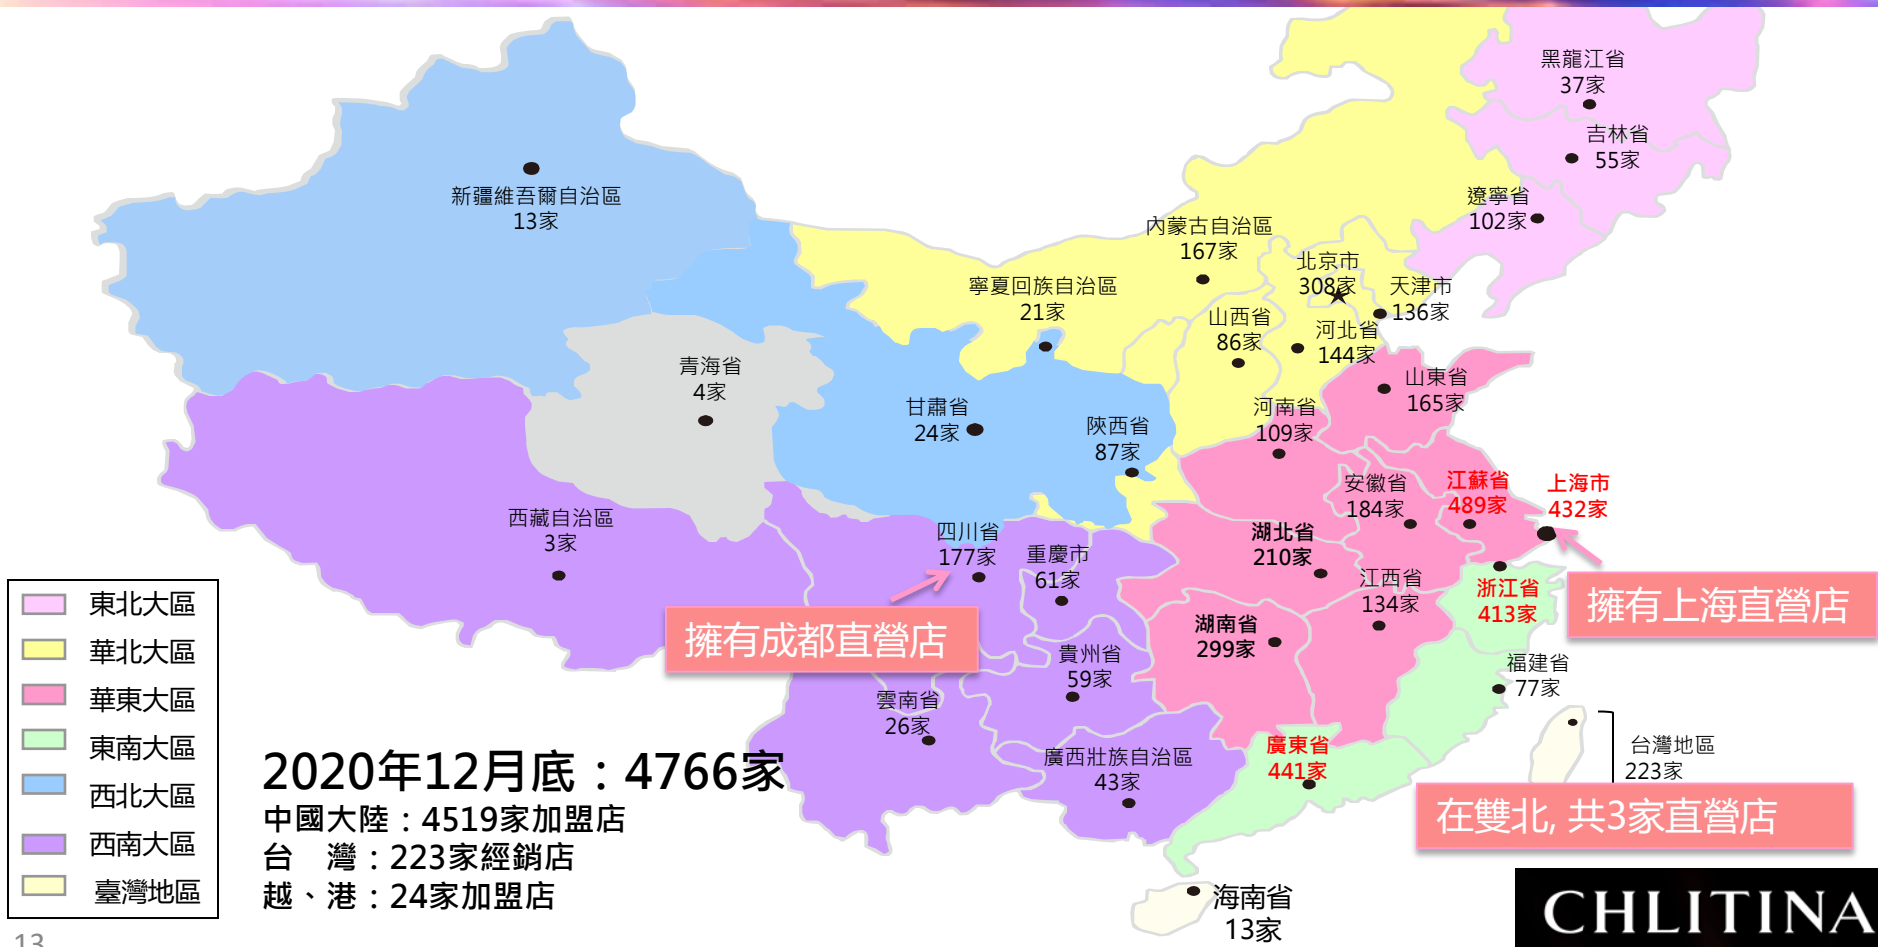 黑龍江省
37家
吉林省
55家
遼寧省
102家
新疆維吾爾自治區
13家
內蒙古自治區
167家
北京市
308家
天津市
136家
寧夏回族自治區
21家
山西省
86家
河北省
144家
青海省
4家
山東省
165家
甘肅省
24家
陝西省
87家
河南省
109家
安徽省
184家
江蘇省
489家
上海市
432家
西藏自治區
3家
四川省
177家
重慶市
61家
湖北省
210家
江西省
134家
浙江省
413家
擁有上海直營店
擁有成都直營店
湖南省
299家
貴州省
59家
福建省
77家
雲南省
26家
廣西壯族自治區
43家
廣東省
441家
台灣地區
223家
在雙北, 共3家直營店
海南省
13家
東北大區
華北大區
華東大區
東南大區
西北大區
西南大區
臺灣地區
2020年12月底：4766家
中國大陸：4519家加盟店
台　灣：223家經銷店
越、港：24家加盟店
CHLITINA
13